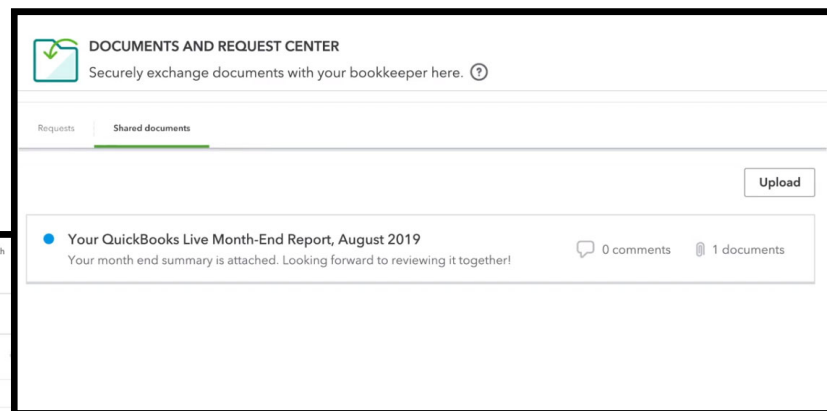 DOCUMENTS AND REQUEST CENTER
Securely exchange documents with your bookkeeper here. ?
Requests
Shared documents
Upload
Your QuickBooks Live Month-End Report, August 2019
0 comments
1 documents
Your month end summary is attached. Looking forward to reviewing it together!